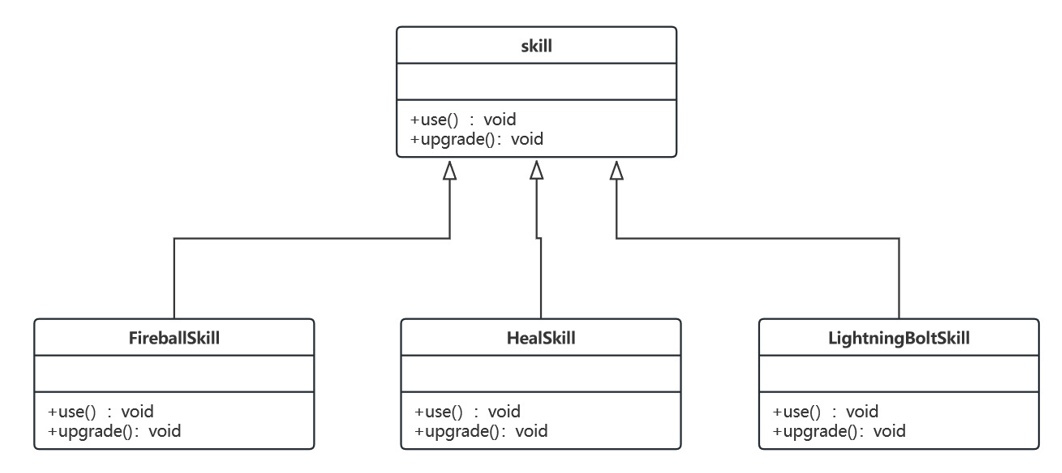 skill
+use() : void
+upgrade(): void
FireballSkill
+use() : void
+upgrade(): void
HealSkill
+use() : void
+upgrade(): void
LightningBoltSkill
+use() : void
+upgrade(): void